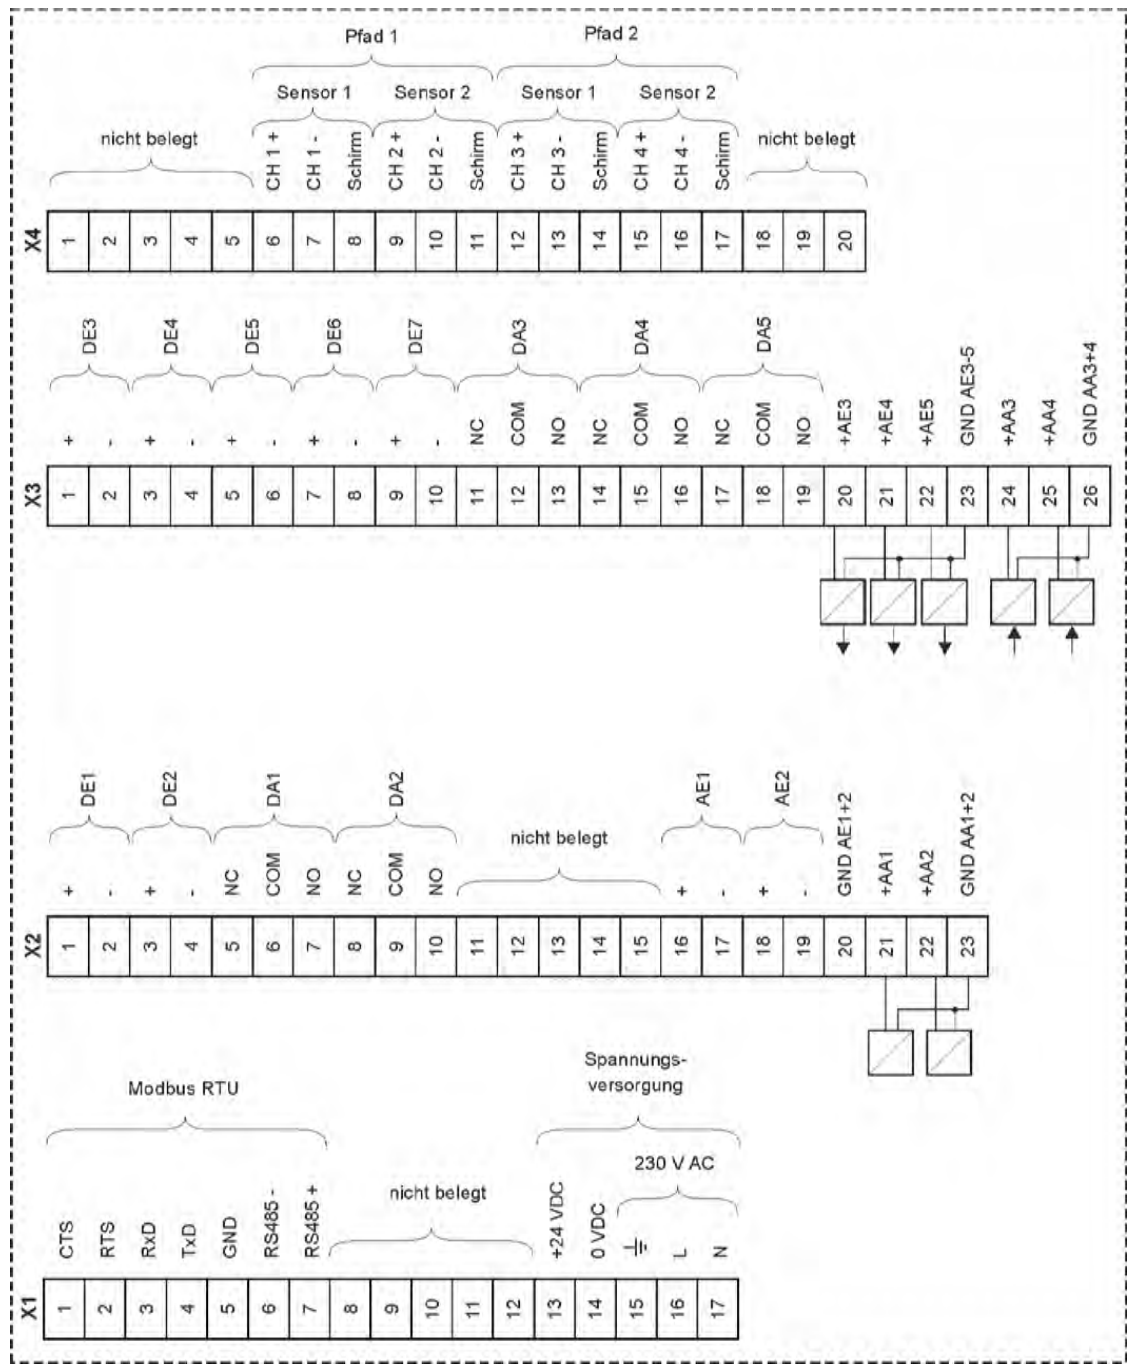 Pfad 1 Pfad 2
Sensor 1 Sensor 2 Sensor 1 Sensor 2
nicht belegt CH 1 + CH 1 - Schirm CH 2 + CH 2 - Schirm CH 3 + CH 3 - Schirm CH 4 + CH 4 - Schirm nicht belegt
X4 1 2 3 4 5 6 7 8 9 10 11 12 13 14 15 16 17 18 19 20
DE3 DE4 DE5 DE6 DE7 DA3 DA4 DA5
+ - + - + - + - + - NC COM NO NC COM NO NC COM NO +AE3 +AE4 +AE5 GND AE3-5 +AA3 +AA4 GND AA3+4
X3 1 2 3 4 5 6 7 8 9 10 11 12 13 14 15 16 17 18 19 20 21 22 23 24 25 26
DE1 DE2 DA1 DA2 nicht belegt AE1 AE2
+ - + - NC COM NO NC COM NO + - + - GND AE1+2 +AA1 +AA2 GND AA1+2
X2 1 2 3 4 5 6 7 8 9 10 11 12 13 14 15 16 17 18 19 20 21 22 23
Modbus RTU
Spannungs-
versorgung
230 V AC
CTS RTS RxD TxD GND RS485 - RS485 + nicht belegt +24 VDC 0 VDC L N
X1 1 2 3 4 5 6 7 8 9 10 11 12 13 14 15 16 17